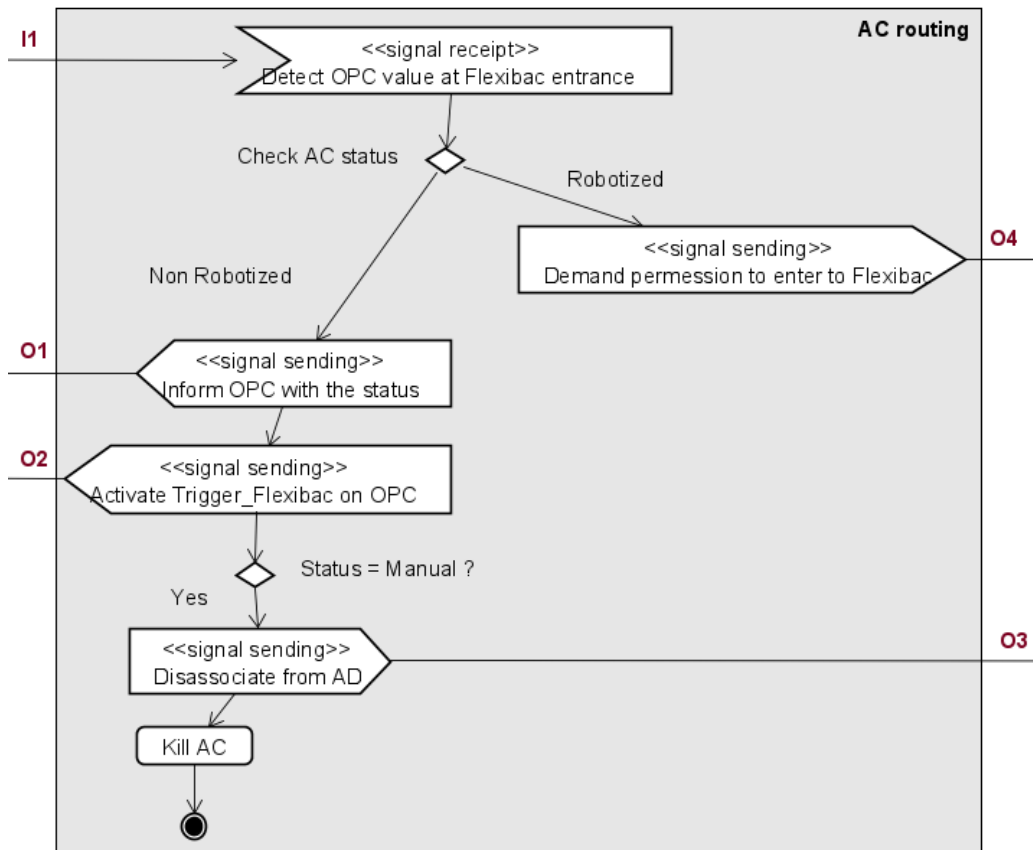 AC routing
I1
<<signal receipt>>
Detect OPC value at Flexibac entrance
Check AC status
Robotized
<<signal sending>>
Demand permession to enter to Flexibac
O4
Non Robotized
O1
<<signal sending>>
Inform OPC with the status
O2
<<signal sending>>
Activate Trigger_Flexibac on OPC
Status = Manual ?
Yes
<<signal sending>>
Disassociate from AD
O3
Kill AC